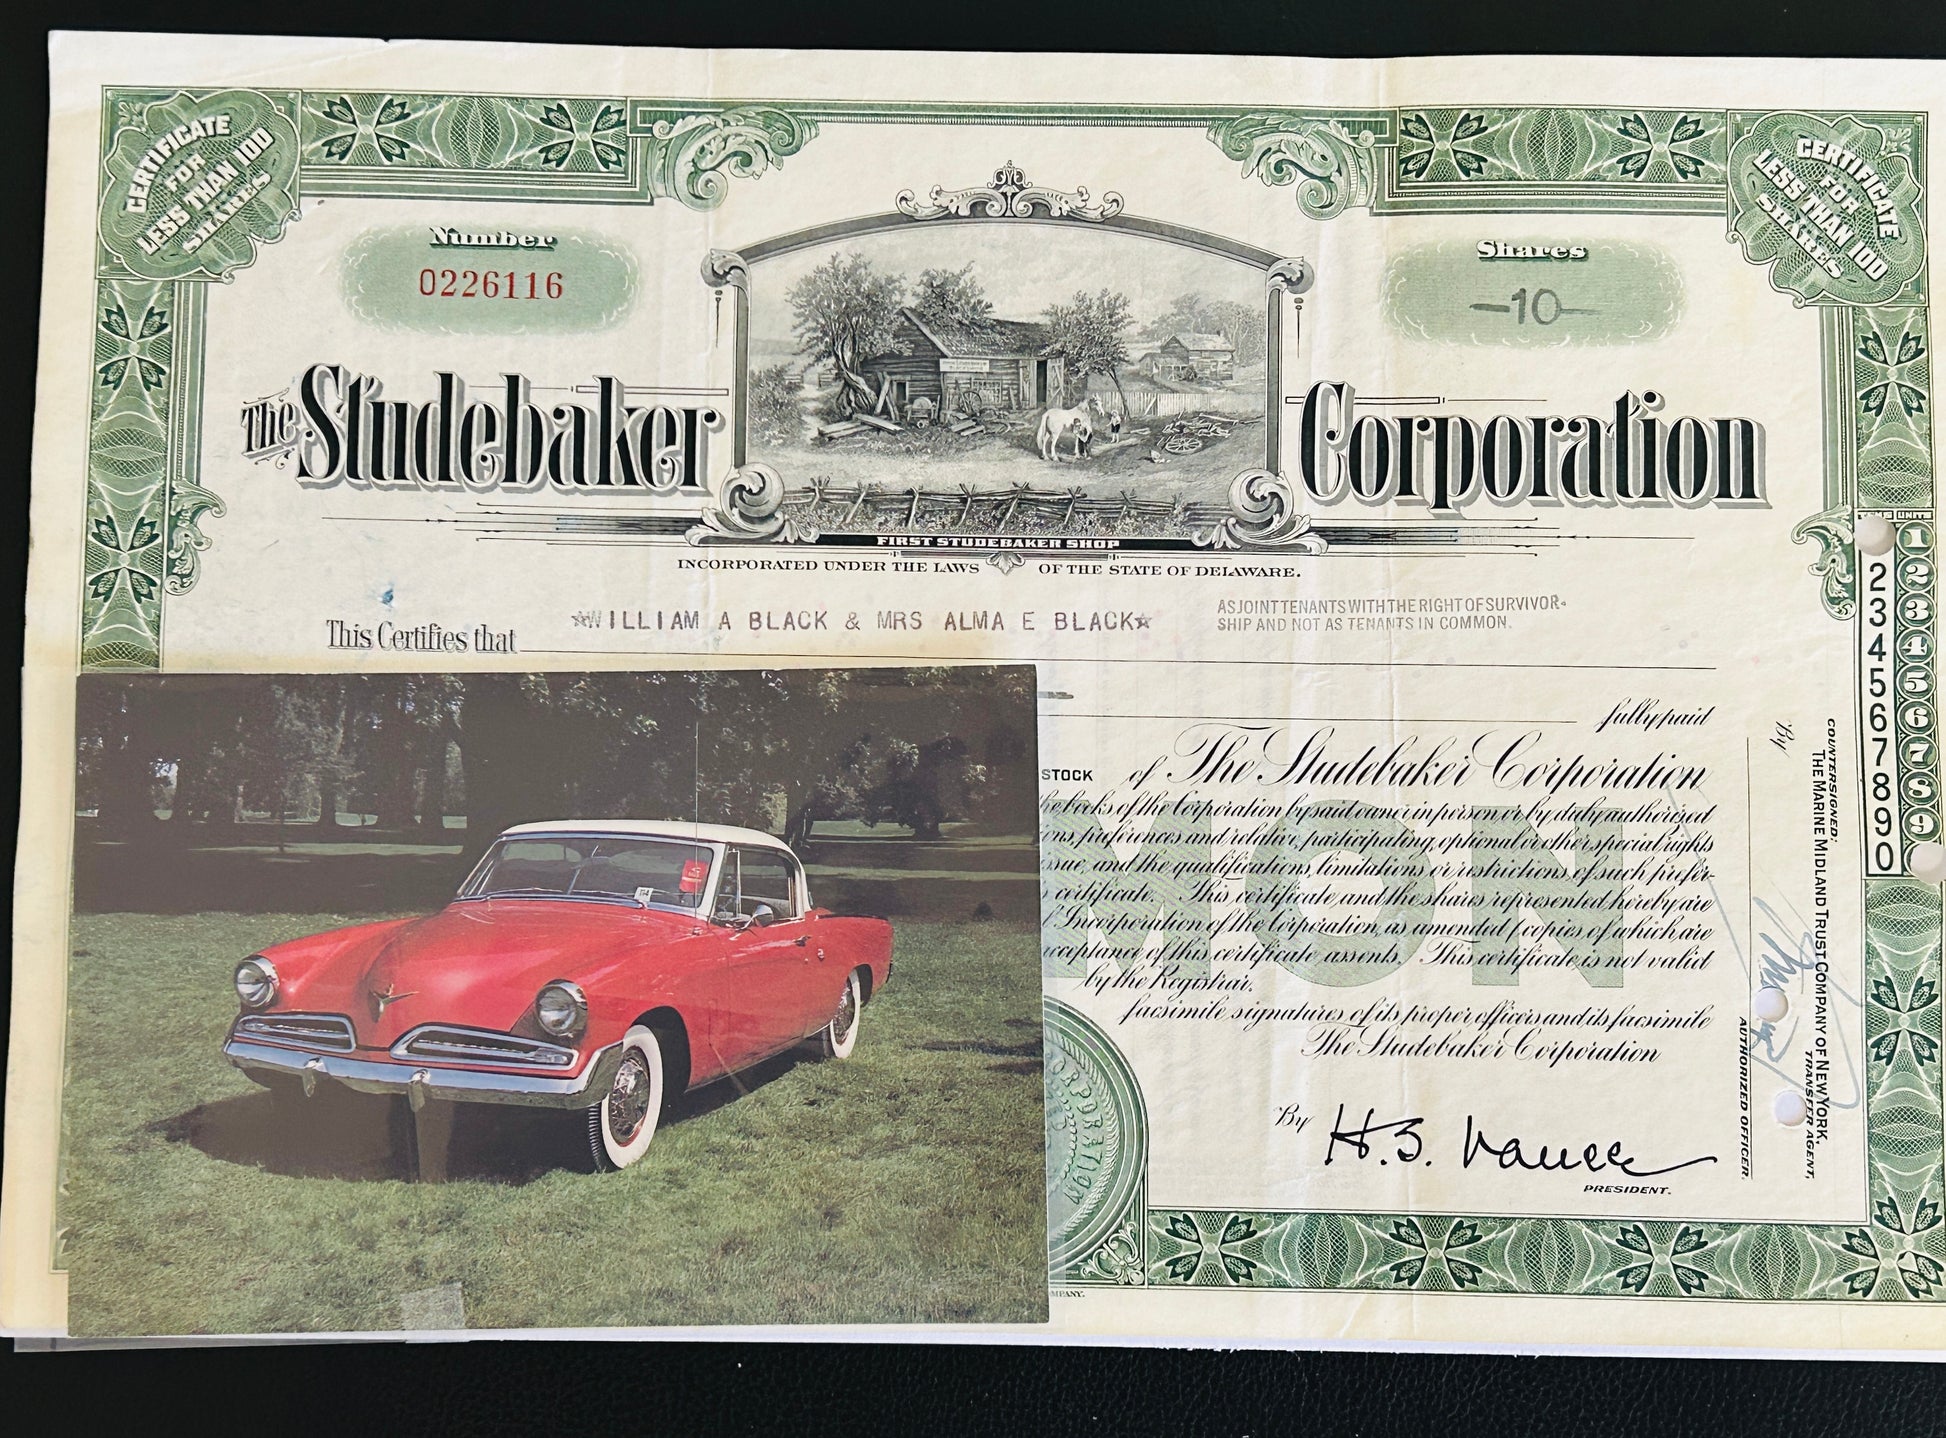 CERTIFICATE
FOR
LESS THAN 100
SHARES
CERTIFICATE
FOR
LESS THAN 100
SHARES
Number
0226116
Shares
—10—
The Studebaker Corporation
FIRST STUDEBAKER SHOP
INCORPORATED UNDER THE LAWS OF THE STATE OF DELAWARE.
This Certifies that
☆WILLIAM A BLACK & MRS ALMA E BLACK☆
AS JOINT TENANTS WITH THE RIGHT OF SURVIVOR-
SHIP AND NOT AS TENANTS IN COMMON.
fully paid
STOCK of The Studebaker Corporation
the books of the Corporation by said owner in person or by duly authorized
ons, preferences and relative, participating, optional or other special rights
issue, and the qualifications, limitations or restrictions of such prefer-
certificate. This certificate and the shares represented hereby are
f Incorporation of the Corporation, as amended (copies of which are
acceptance of this certificate assents. This certificate is not valid
by the Registrar.
facsimile signatures of its proper officers and its facsimile
The Studebaker Corporation
MON
CORPORATION
By H.S. Vance
PRESIDENT.
MPANY.
COUNTERSIGNED:
THE MARINE MIDLAND TRUST COMPANY OF NEW YORK,
TRANSFER AGENT,
By
AUTHORIZED OFFICER.
TENS UNITS
1
2 2
3 3
4 4
5 5
6 6
7 7
8 8
9 9
0